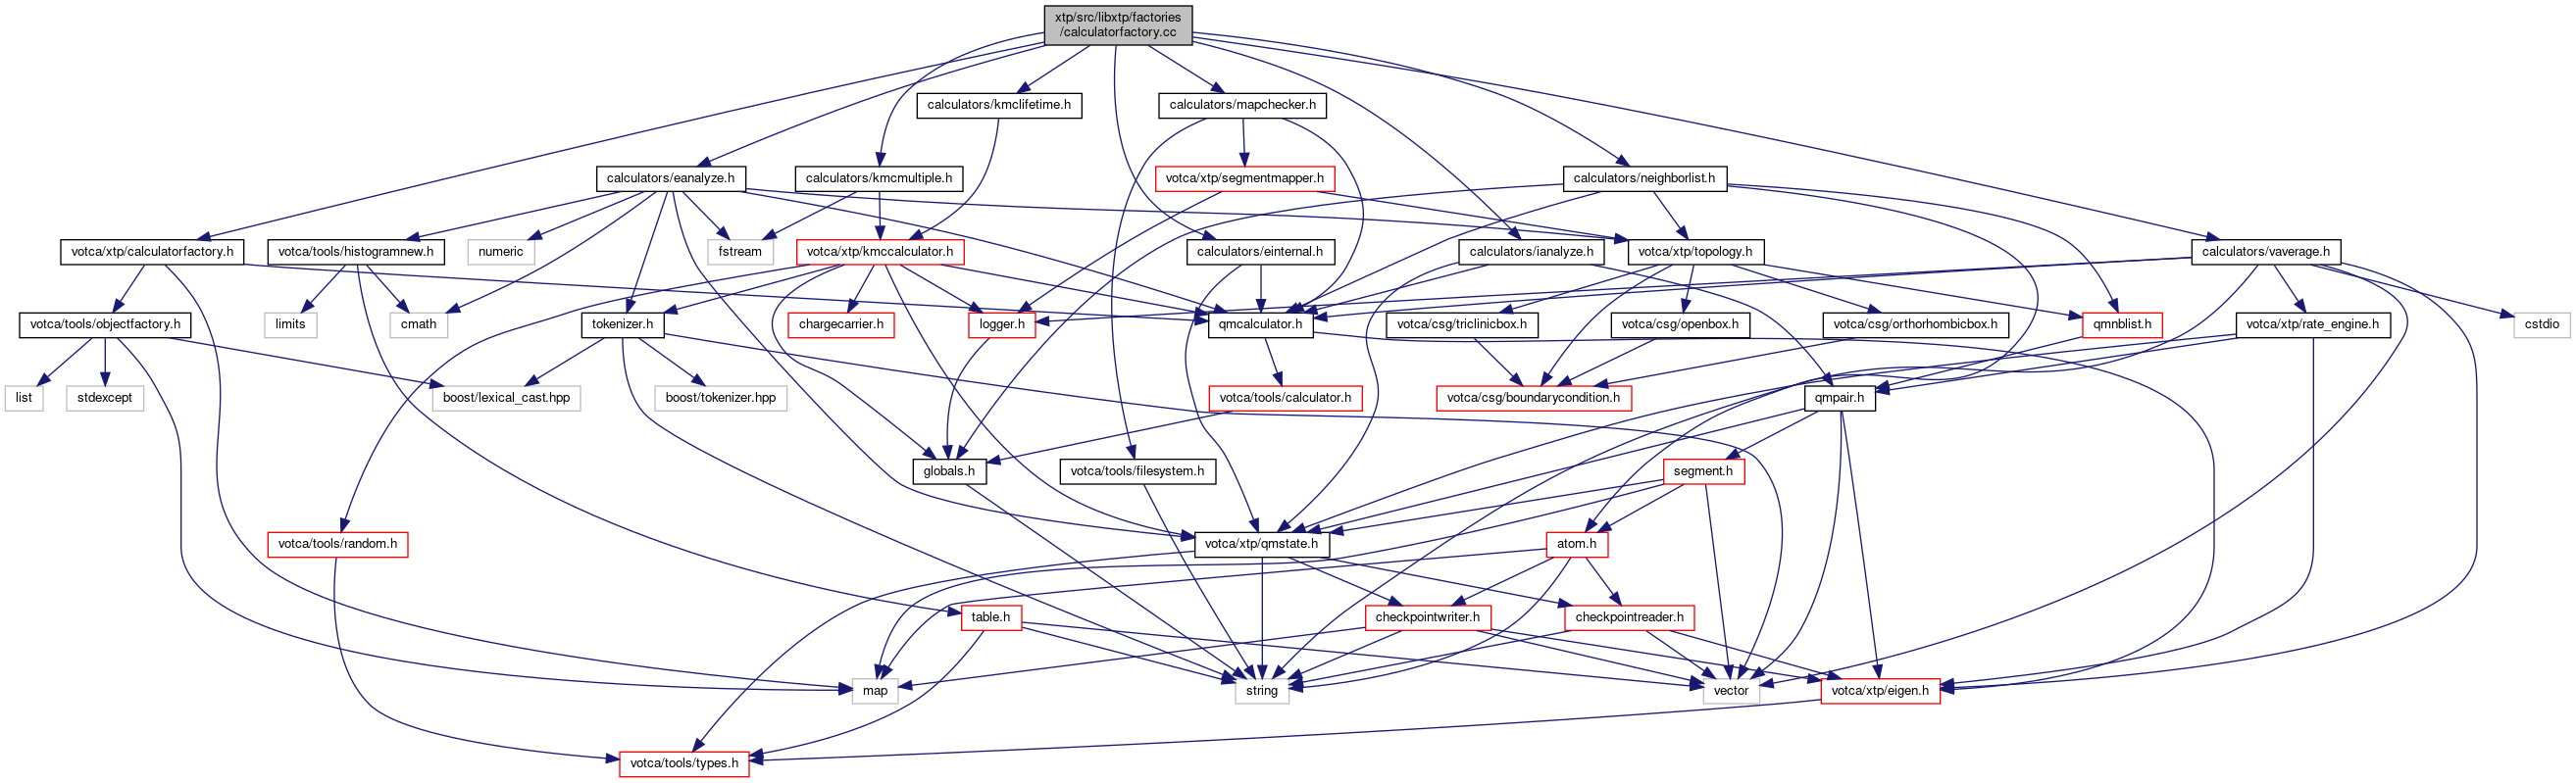 xtp/src/libxtp/factories
/calculatorfactory.cc
calculators/kmclifetime.h
calculators/mapchecker.h
calculators/eanalyze.h
calculators/kmcmultiple.h
votca/xtp/segmentmapper.h
calculators/neighborlist.h
votca/xtp/calculatorfactory.h
votca/tools/histogramnew.h
numeric
fstream
votca/xtp/kmccalculator.h
calculators/einternal.h
calculators/ianalyze.h
votca/xtp/topology.h
calculators/vaverage.h
votca/tools/objectfactory.h
limits
cmath
tokenizer.h
chargecarrier.h
logger.h
qmcalculator.h
votca/csg/triclinicbox.h
votca/csg/openbox.h
votca/csg/orthorhombicbox.h
qmnblist.h
votca/xtp/rate_engine.h
cstdio
list
stdexcept
boost/lexical_cast.hpp
boost/tokenizer.hpp
votca/tools/calculator.h
votca/csg/boundarycondition.h
qmpair.h
globals.h
votca/tools/filesystem.h
segment.h
votca/tools/random.h
votca/xtp/qmstate.h
atom.h
table.h
checkpointwriter.h
checkpointreader.h
map
string
vector
votca/xtp/eigen.h
votca/tools/types.h